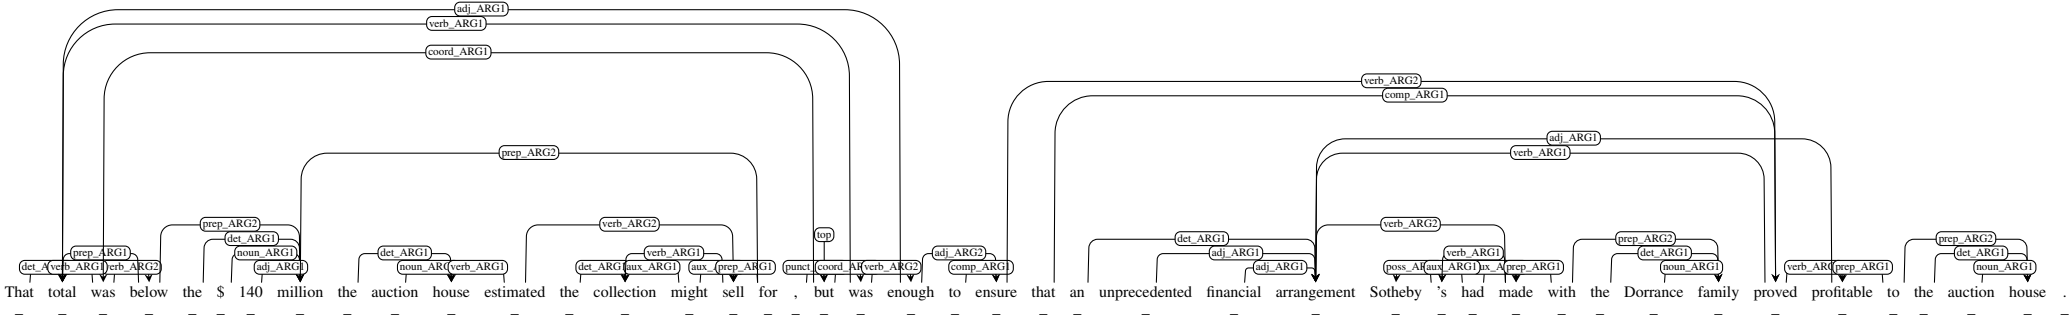 adj_ARG1
verb_ARG1
coord_ARG1
verb_ARG2
comp_ARG1
adj_ARG1
prep_ARG2 verb_ARG1
prep_ARG2 verb_ARG2 verb_ARG2
top
det_ARG1 det_ARG1 prep_ARG2 prep_ARG2
prep_ARG1 noun_ARG1 det_ARG1 verb_ARG1 adj_ARG2 adj_ARG1 verb_ARG1 det_ARG1 det_ARG1
verb_ARG1 adj_ARG1 verb_ARG1 aux_ARG1 prep_ARG1 verb_ARG2 comp_ARG1 adj_ARG1 aux_ARG1 prep_ARG1 noun_ARG1 prep_ARG1 noun_ARG1
That total was below the $ 140 million the auction house estimated the collection might sell for , but was enough to ensure that an unprecedented financial arrangement Sotheby 's had made with the Dorrance family proved profitable to the auction house .
_ _ _ _ _ _ _ _ _ _ _ _ _ _ _ _ _ _ _ _ _ _ _ _ _ _ _ _ _ _ _ _ _ _ _ _ _ _ _ _ _ _